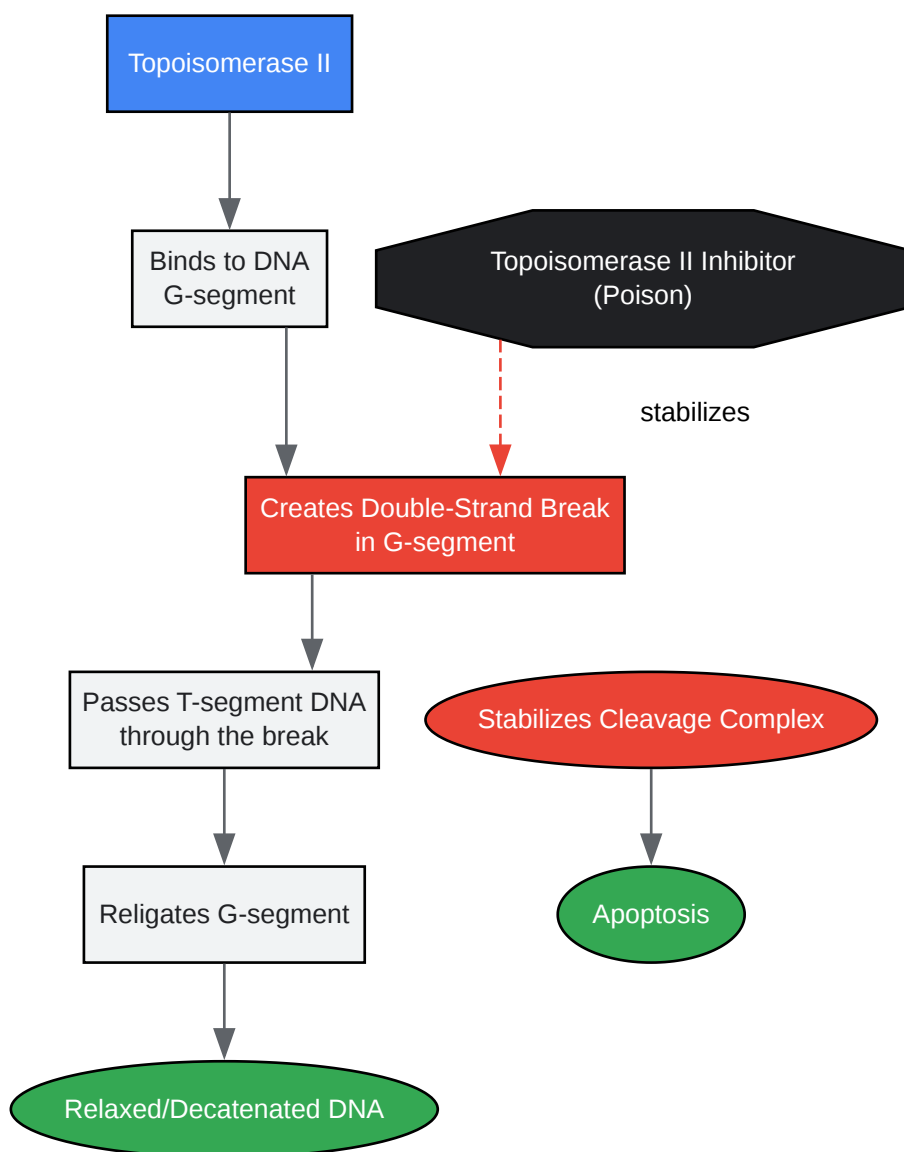 Topoisomerase II
Binds to DNA
G-segment
Topoisomerase II Inhibitor
(Poison)
stabilizes
Creates Double-Strand Break
in G-segment
Passes T-segment DNA
through the break
Stabilizes Cleavage Complex
Religates G-segment
Apoptosis
Relaxed/Decatenated DNA